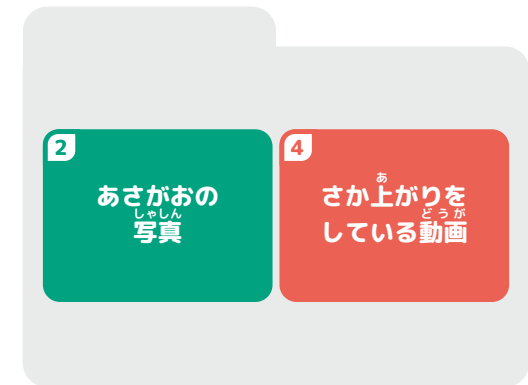 2
あさがおの
しゃしん
写真
4
あ
さか上がりを
どうが
している動画